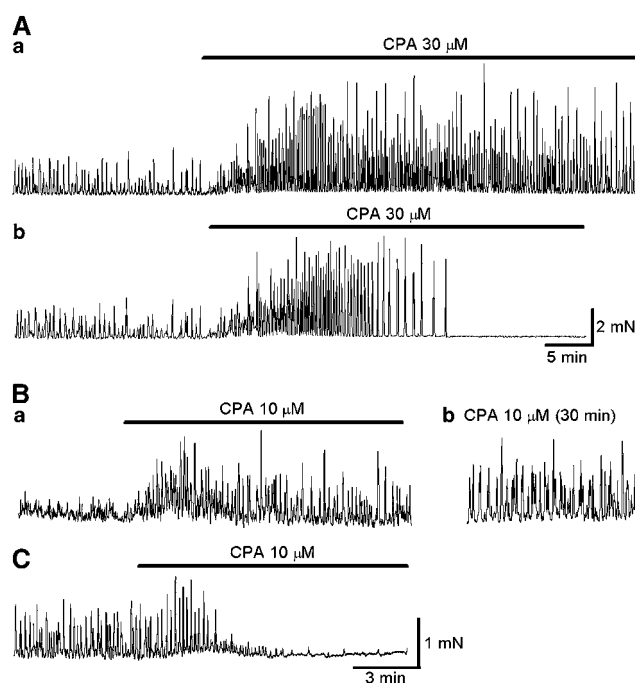 A
a
CPA 30 μM
b
CPA 30 μM
2 mN
5 min
B
a
CPA 10 μM
b CPA 10 μM (30 min)
C
CPA 10 μM
1 mN
3 min